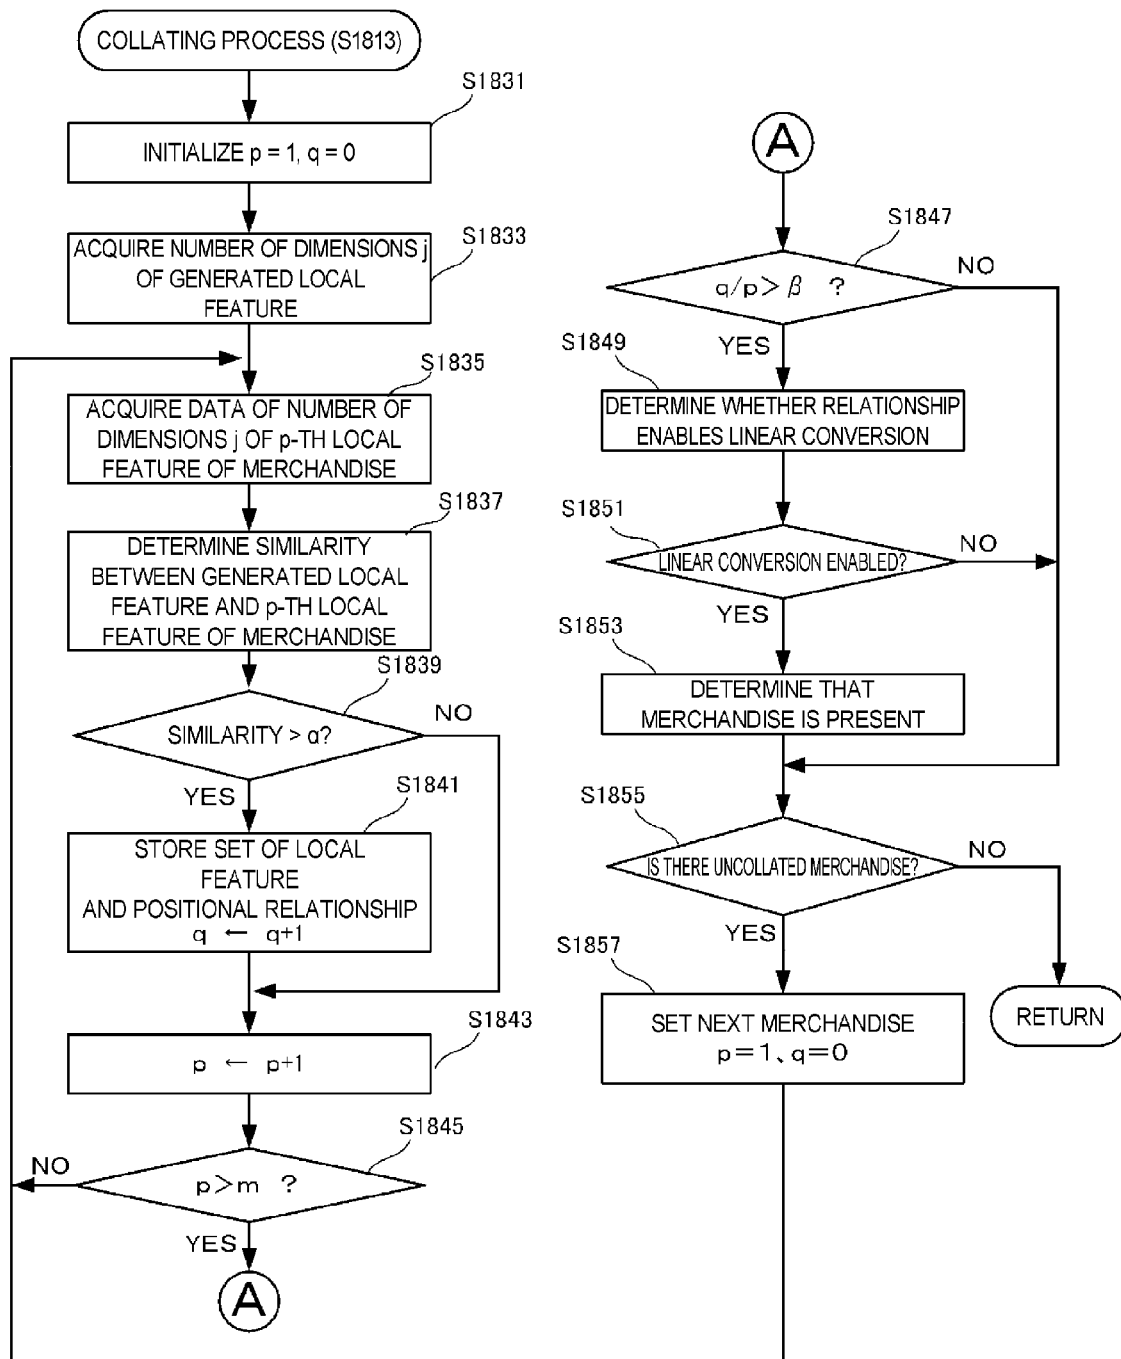 COLLATING PROCESS (S1813)
S1831
INITIALIZE p = 1, q = 0
S1833
ACQUIRE NUMBER OF DIMENSIONS j
OF GENERATED LOCAL
FEATURE
S1835
ACQUIRE DATA OF NUMBER OF
DIMENSIONS j OF p-TH LOCAL
FEATURE OF MERCHANDISE
S1837
DETERMINE SIMILARITY
BETWEEN GENERATED LOCAL
FEATURE AND p-TH LOCAL
FEATURE OF MERCHANDISE
S1839
SIMILARITY > α?
NO
YES
S1841
STORE SET OF LOCAL
FEATURE
AND POSITIONAL RELATIONSHIP
q ← q+1
S1843
p ← p+1
S1845
p>m ?
NO
YES
A
A
S1847
q/p> β ?
NO
YES
S1849
DETERMINE WHETHER RELATIONSHIP
ENABLES LINEAR CONVERSION
S1851
LINEAR CONVERSION ENABLED?
NO
YES
S1853
DETERMINE THAT
MERCHANDISE IS PRESENT
S1855
IS THERE UNCOLLATED MERCHANDISE?
NO
YES
S1857
SET NEXT MERCHANDISE
p=1、q=0
RETURN